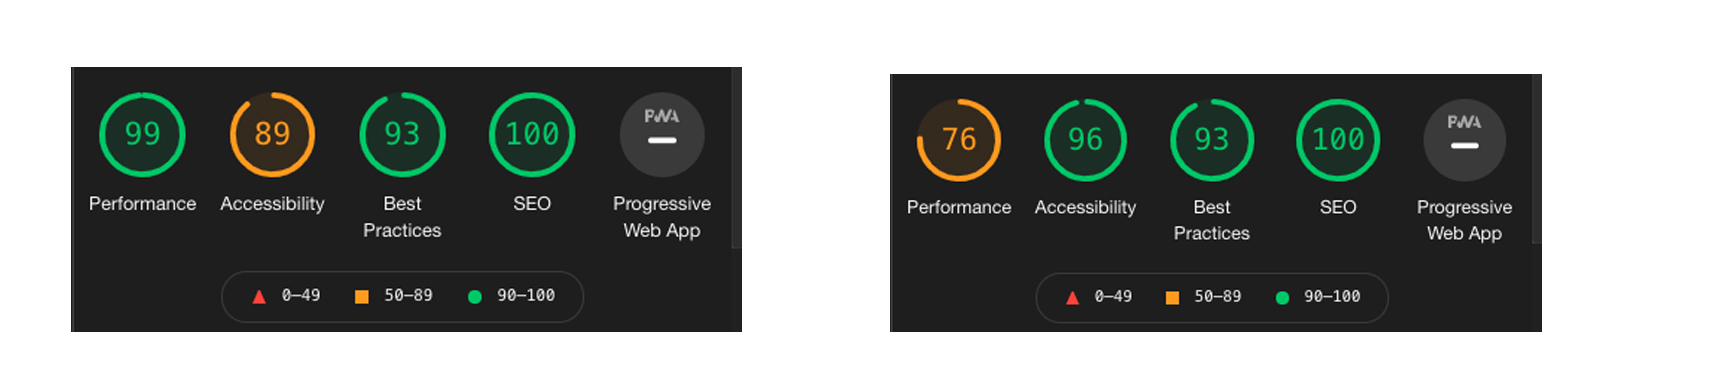 99 89 93 100 PWA
Performance Accessibility Best SEO Progressive
Practices Web App
0–49 50–89 90–100
76 96 93 100 PWA
Performance Accessibility Best SEO Progressive
Practices Web App
0–49 50–89 90–100